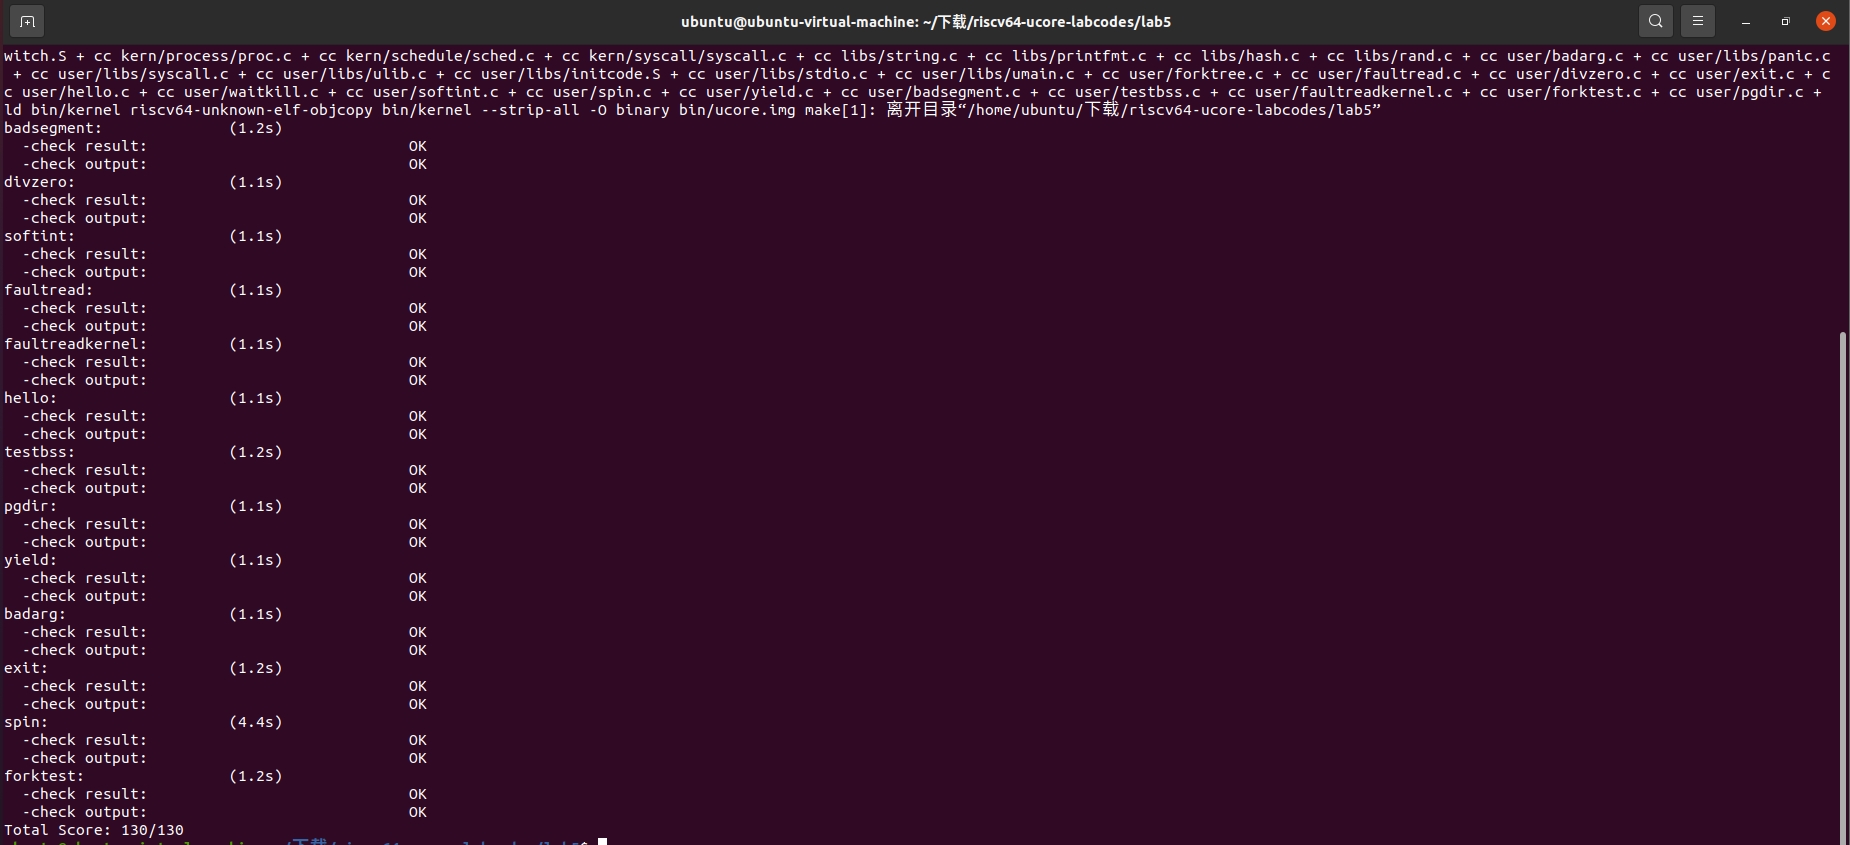 ubuntu@ubuntu-virtual-machine: ~/下载/riscv64-ucore-labcodes/lab5
witch.S + cc kern/process/proc.c + cc kern/schedule/sched.c + cc kern/syscall/syscall.c + cc libs/string.c + cc libs/printfmt.c + cc libs/hash.c + cc libs/rand.c + cc user/badarg.c + cc user/libs/panic.c
+ cc user/libs/syscall.c + cc user/libs/ulib.c + cc user/libs/initcode.S + cc user/libs/stdio.c + cc user/libs/umain.c + cc user/forktree.c + cc user/faultread.c + cc user/divzero.c + cc user/exit.c + c
c user/hello.c + cc user/waitkill.c + cc user/softint.c + cc user/spin.c + cc user/yield.c + cc user/badsegment.c + cc user/testbss.c + cc user/faultreadkernel.c + cc user/forktest.c + cc user/pgdir.c +
ld bin/kernel riscv64-unknown-elf-objcopy bin/kernel --strip-all -O binary bin/ucore.img make[1]: 离开目录“/home/ubuntu/下载/riscv64-ucore-labcodes/lab5”
badsegment: (1.2s)
-check result: OK
-check output: OK
divzero: (1.1s)
-check result: OK
-check output: OK
softint: (1.1s)
-check result: OK
-check output: OK
faultread: (1.1s)
-check result: OK
-check output: OK
faultreadkernel: (1.1s)
-check result: OK
-check output: OK
hello: (1.1s)
-check result: OK
-check output: OK
testbss: (1.2s)
-check result: OK
-check output: OK
pgdir: (1.1s)
-check result: OK
-check output: OK
yield: (1.1s)
-check result: OK
-check output: OK
badarg: (1.1s)
-check result: OK
-check output: OK
exit: (1.2s)
-check result: OK
-check output: OK
spin: (4.4s)
-check result: OK
-check output: OK
forktest: (1.2s)
-check result: OK
-check output: OK
Total Score: 130/130